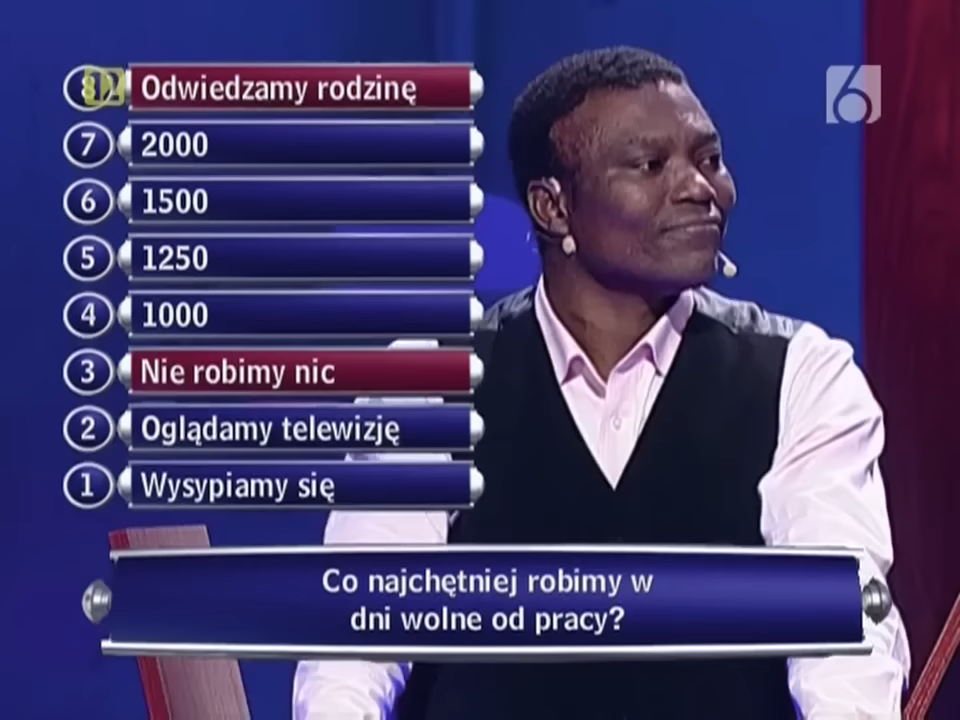 8 Odwiedzamy rodzinę
7 2000
6 1500
5 1250
4 1000
3 Nie robimy nic
2 Oglądamy telewizję
1 Wysypiamy się
Co najchętniej robimy w
dni wolne od pracy?
6